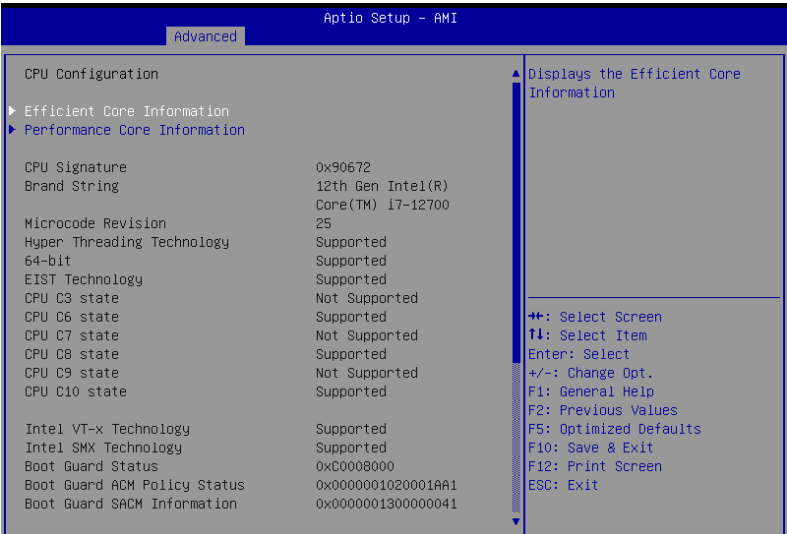 Aptio Setup – AMI
Advanced
CPU Configuration
Efficient Core Information
Performance Core Information
CPU Signature 0x90672
Brand String 12th Gen Intel(R)
Core(TM) i7-12700
Microcode Revision 25
Hyper Threading Technology Supported
64-bit Supported
EIST Technology Supported
CPU C3 state Not Supported
CPU C6 state Supported
CPU C7 state Not Supported
CPU C8 state Supported
CPU C9 state Not Supported
CPU C10 state Supported
Intel VT-x Technology Supported
Intel SMX Technology Supported
Boot Guard Status 0xC0008000
Boot Guard ACM Policy Status 0x0000001020001AA1
Boot Guard SACM Information 0x0000001300000041
Displays the Efficient Core
Information
→←: Select Screen
↑↓: Select Item
Enter: Select
+/-: Change Opt.
F1: General Help
F2: Previous Values
F5: Optimized Defaults
F10: Save & Exit
F12: Print Screen
ESC: Exit